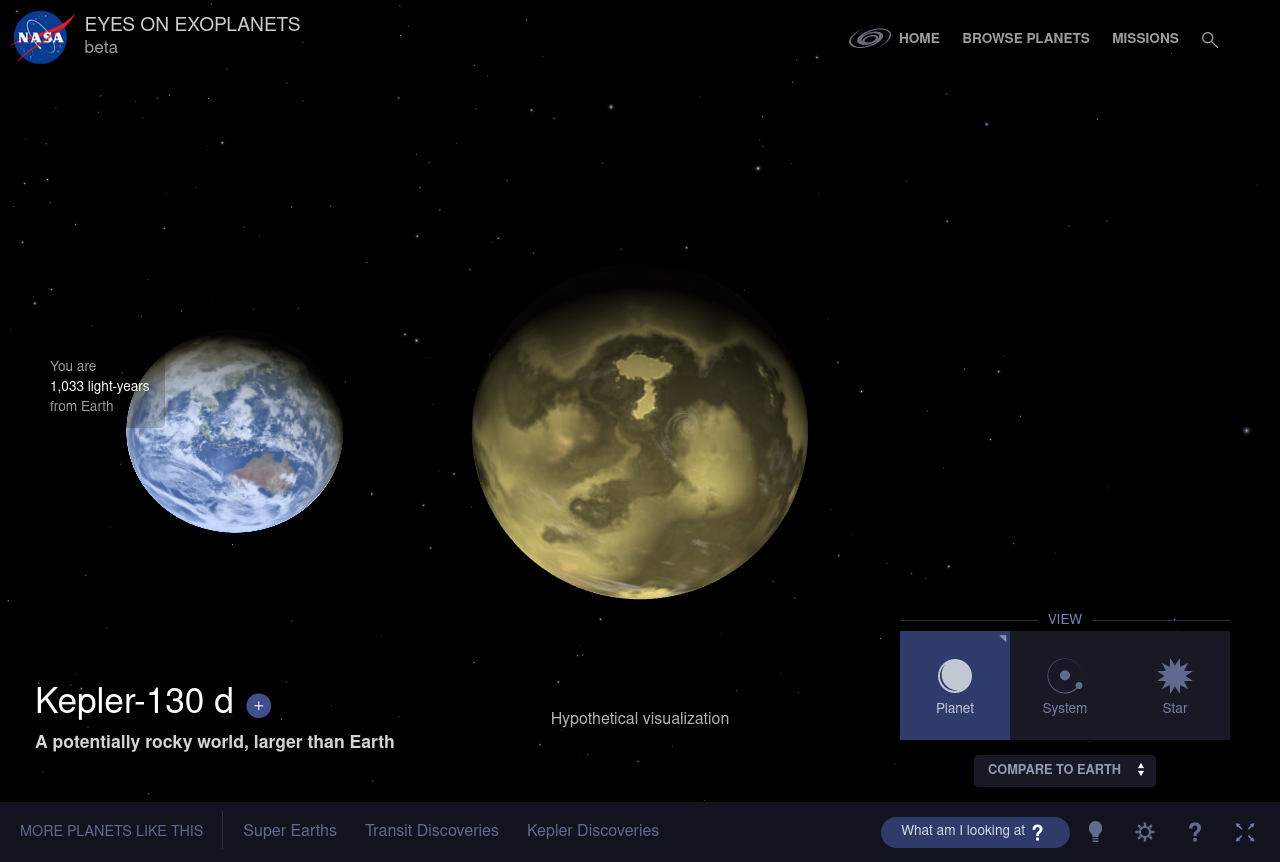 NASA
EYES ON EXOPLANETS
beta
HOME
BROWSE PLANETS
MISSIONS
You are
1,033 light-years
from Earth
VIEW
Planet
System
Star
Kepler-130 d +
A potentially rocky world, larger than Earth
Hypothetical visualization
COMPARE TO EARTH
MORE PLANETS LIKE THIS
Super Earths
Transit Discoveries
Kepler Discoveries
What am I looking at ?
?